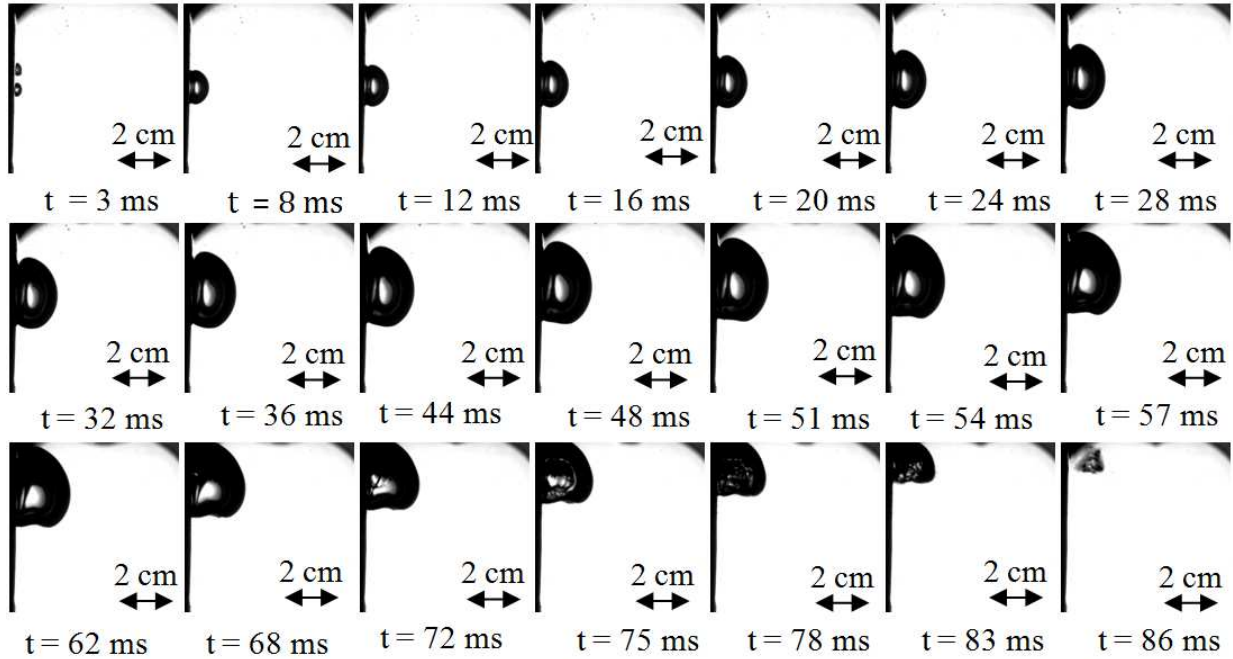 2 cm 2 cm 2 cm 2 cm 2 cm 2 cm 2 cm
t = 3 ms t = 8 ms t = 12 ms t = 16 ms t = 20 ms t = 24 ms t = 28 ms
2 cm 2 cm 2 cm 2 cm 2 cm 2 cm 2 cm
t = 32 ms t = 36 ms t = 44 ms t = 48 ms t = 51 ms t = 54 ms t = 57 ms
2 cm 2 cm 2 cm 2 cm 2 cm 2 cm 2 cm
t = 62 ms t = 68 ms t = 72 ms t = 75 ms t = 78 ms t = 83 ms t = 86 ms